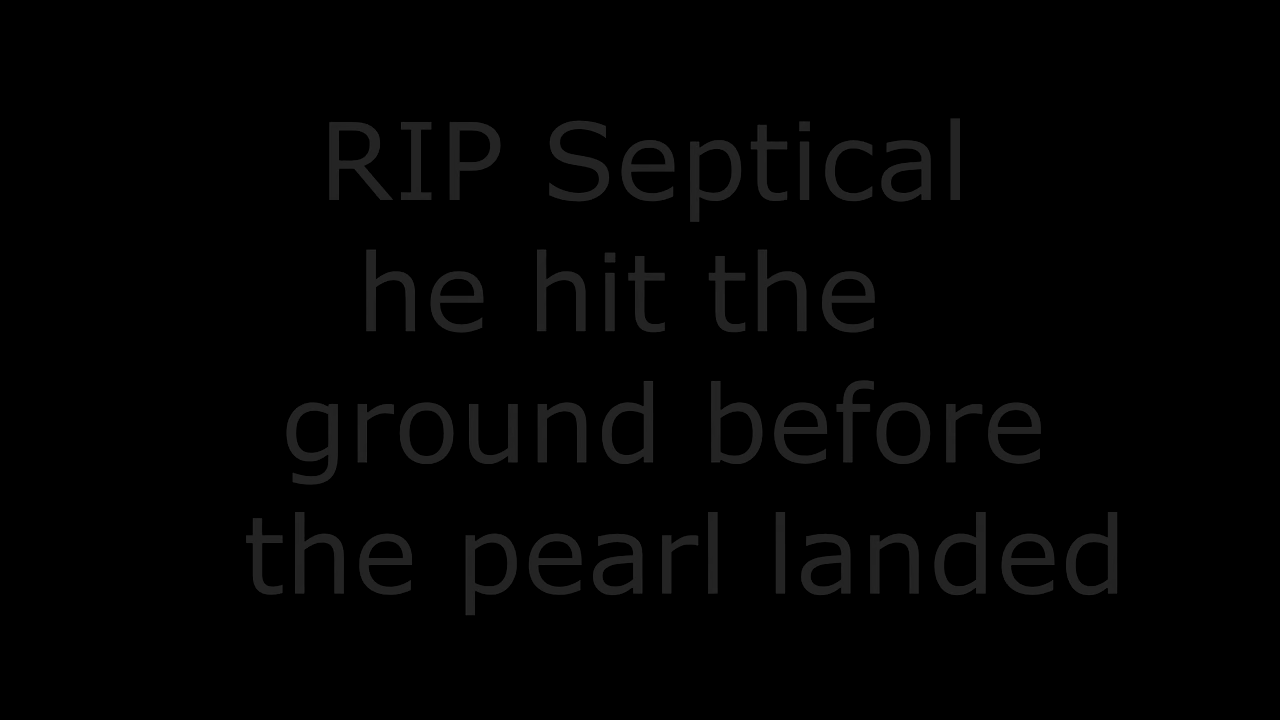 RIP Septical
he hit the
ground before
the pearl landed